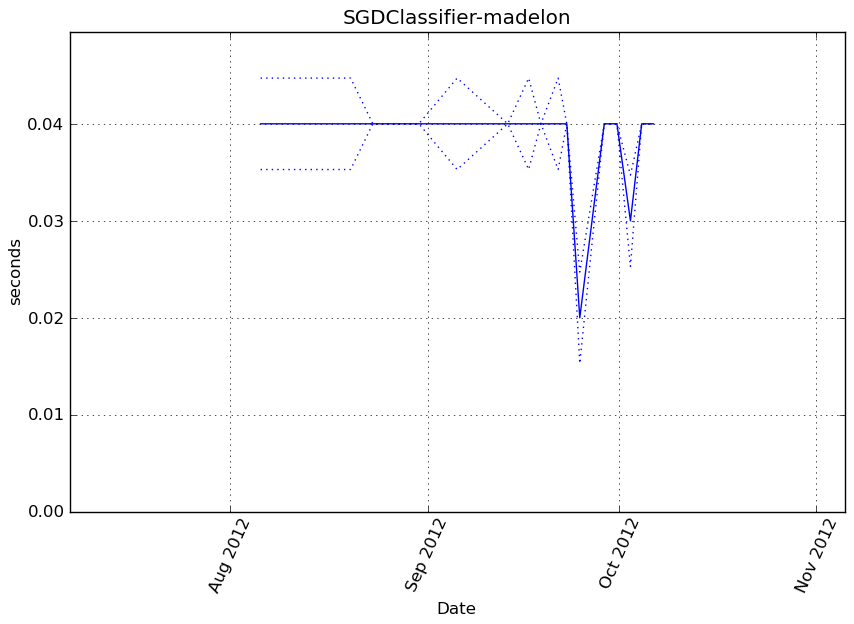 SGDClassifier-madelon
seconds
0.04
0.03
0.02
0.01
0.00
Aug 2012
Sep 2012
Oct 2012
Nov 2012
Date